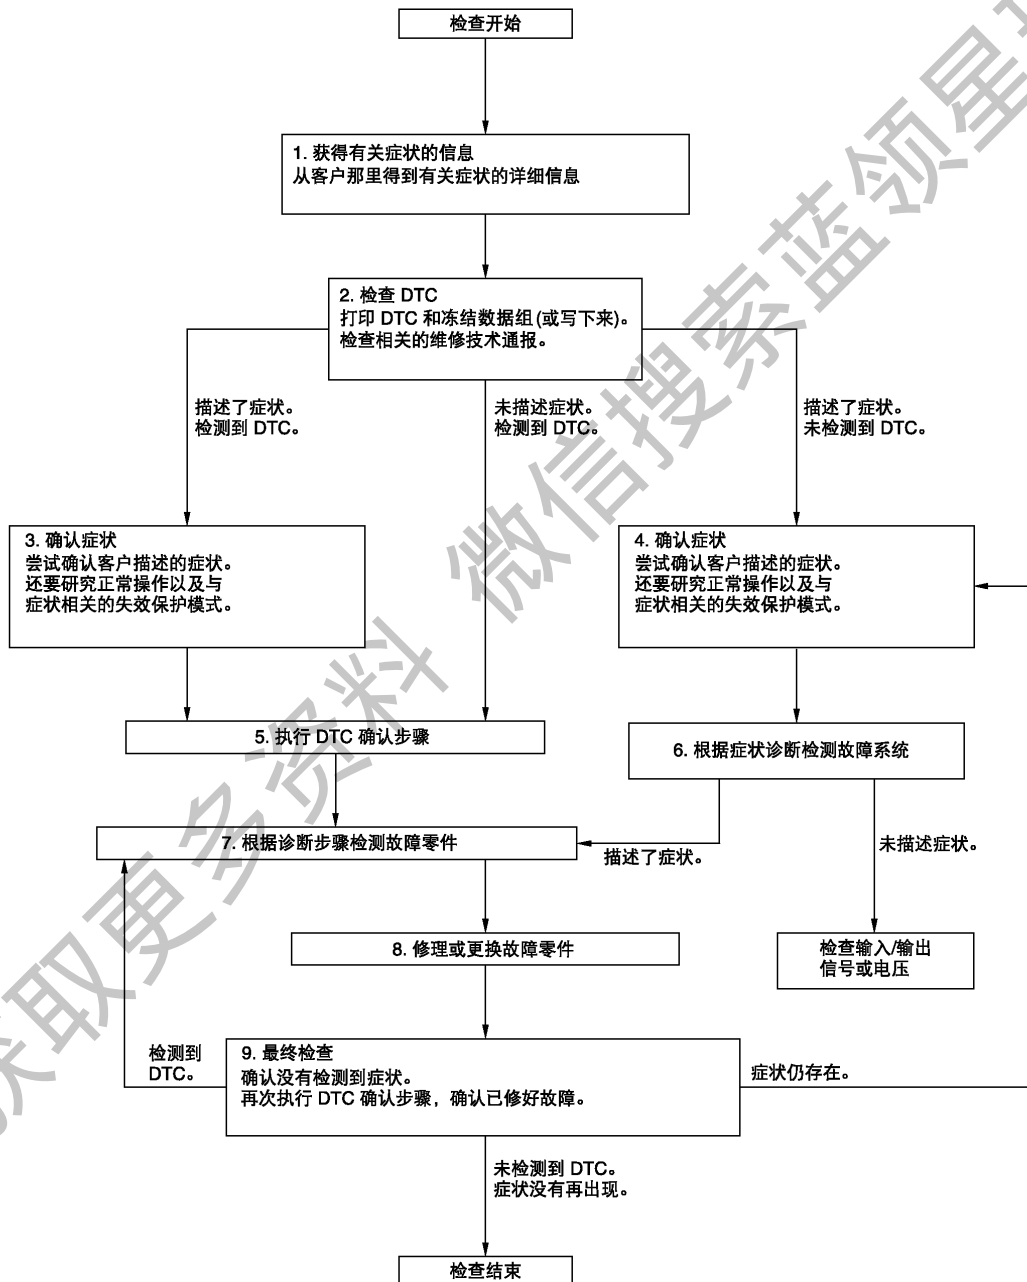 检查开始
1. 获得有关症状的信息
从客户那里得到有关症状的详细信息
2. 检查 DTC
打印 DTC 和冻结数据组(或写下来)。
检查相关的维修技术通报。
描述了症状。
检测到 DTC。
未描述症状。
检测到 DTC。
描述了症状。
未检测到 DTC。
3. 确认症状
尝试确认客户描述的症状。
还要研究正常操作以及与
症状相关的失效保护模式。
4. 确认症状
尝试确认客户描述的症状。
还要研究正常操作以及与
症状相关的失效保护模式。
5. 执行 DTC 确认步骤
6. 根据症状诊断检测故障系统
7. 根据诊断步骤检测故障零件
描述了症状。
未描述症状。
8. 修理或更换故障零件
检查输入/输出
信号或电压
检测到
DTC。
9. 最终检查
确认没有检测到症状。
再次执行 DTC 确认步骤，确认已修好故障。
症状仍存在。
未检测到 DTC。
症状没有再出现。
检查结束
获取更多资料 微信搜索蓝领星球